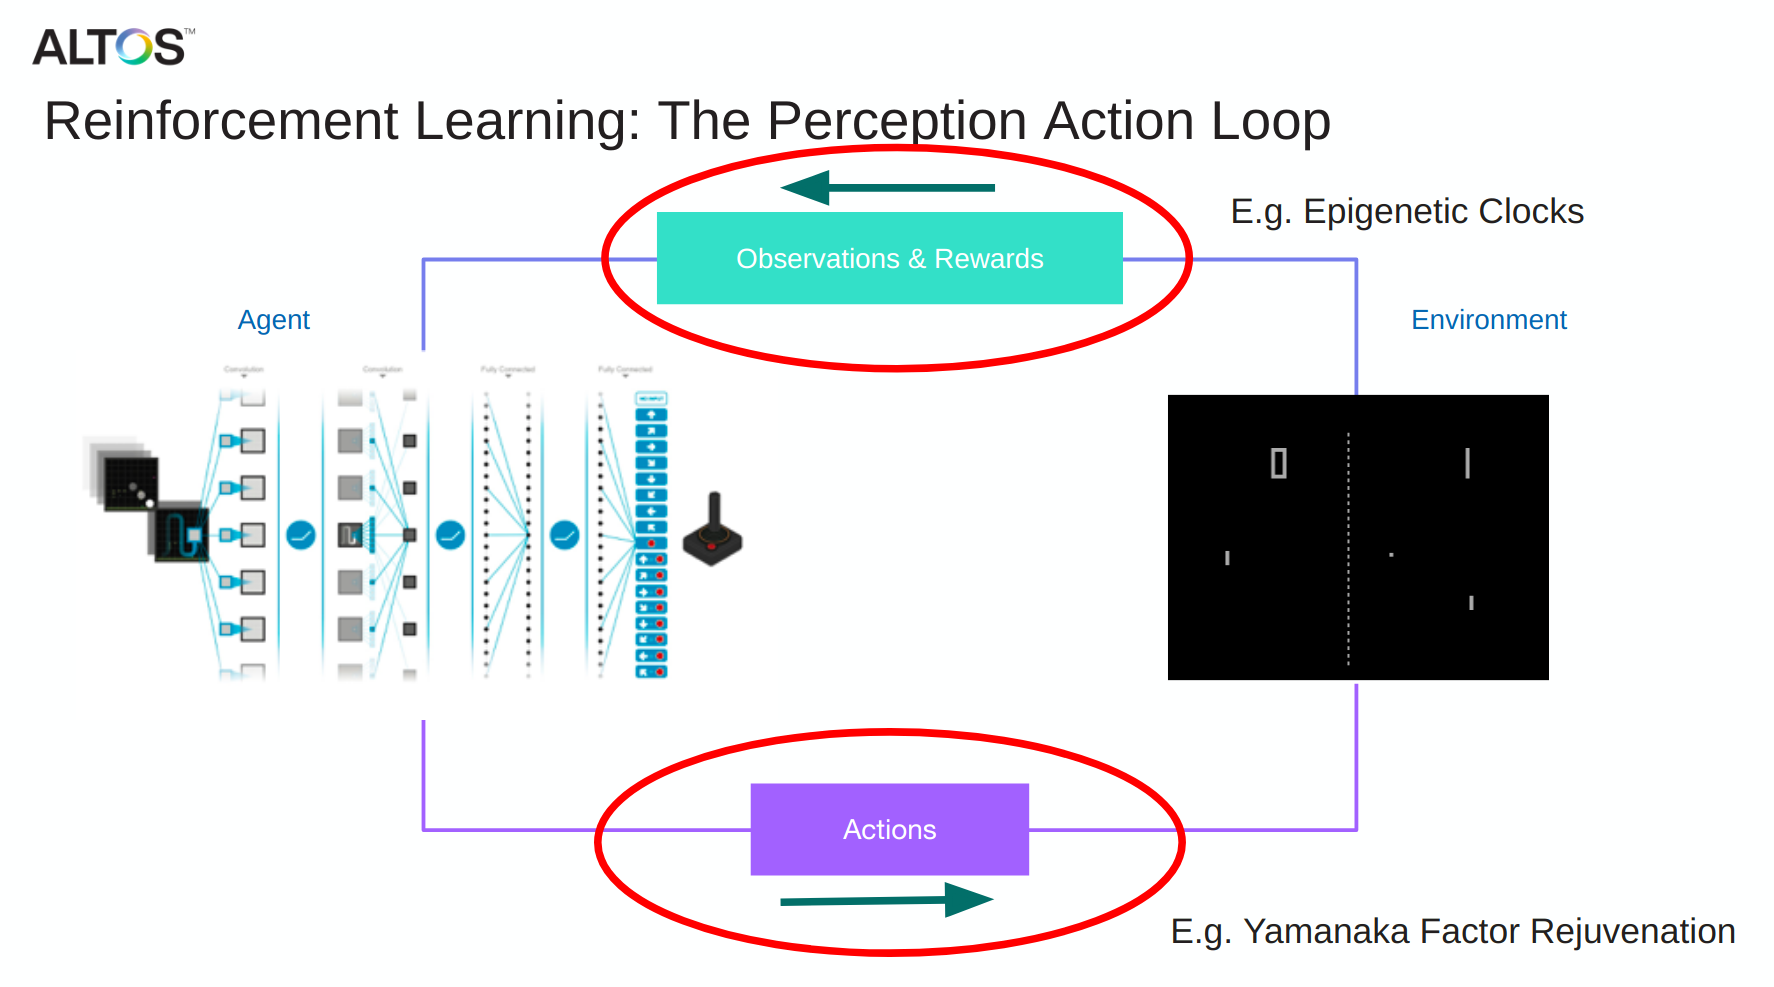 ALTOS™
Reinforcement Learning: The Perception Action Loop
E.g. Epigenetic Clocks
Observations & Rewards
Agent
Environment
Convolution
Convolution
Fully Connected
Fully Connected
Actions
E.g. Yamanaka Factor Rejuvenation